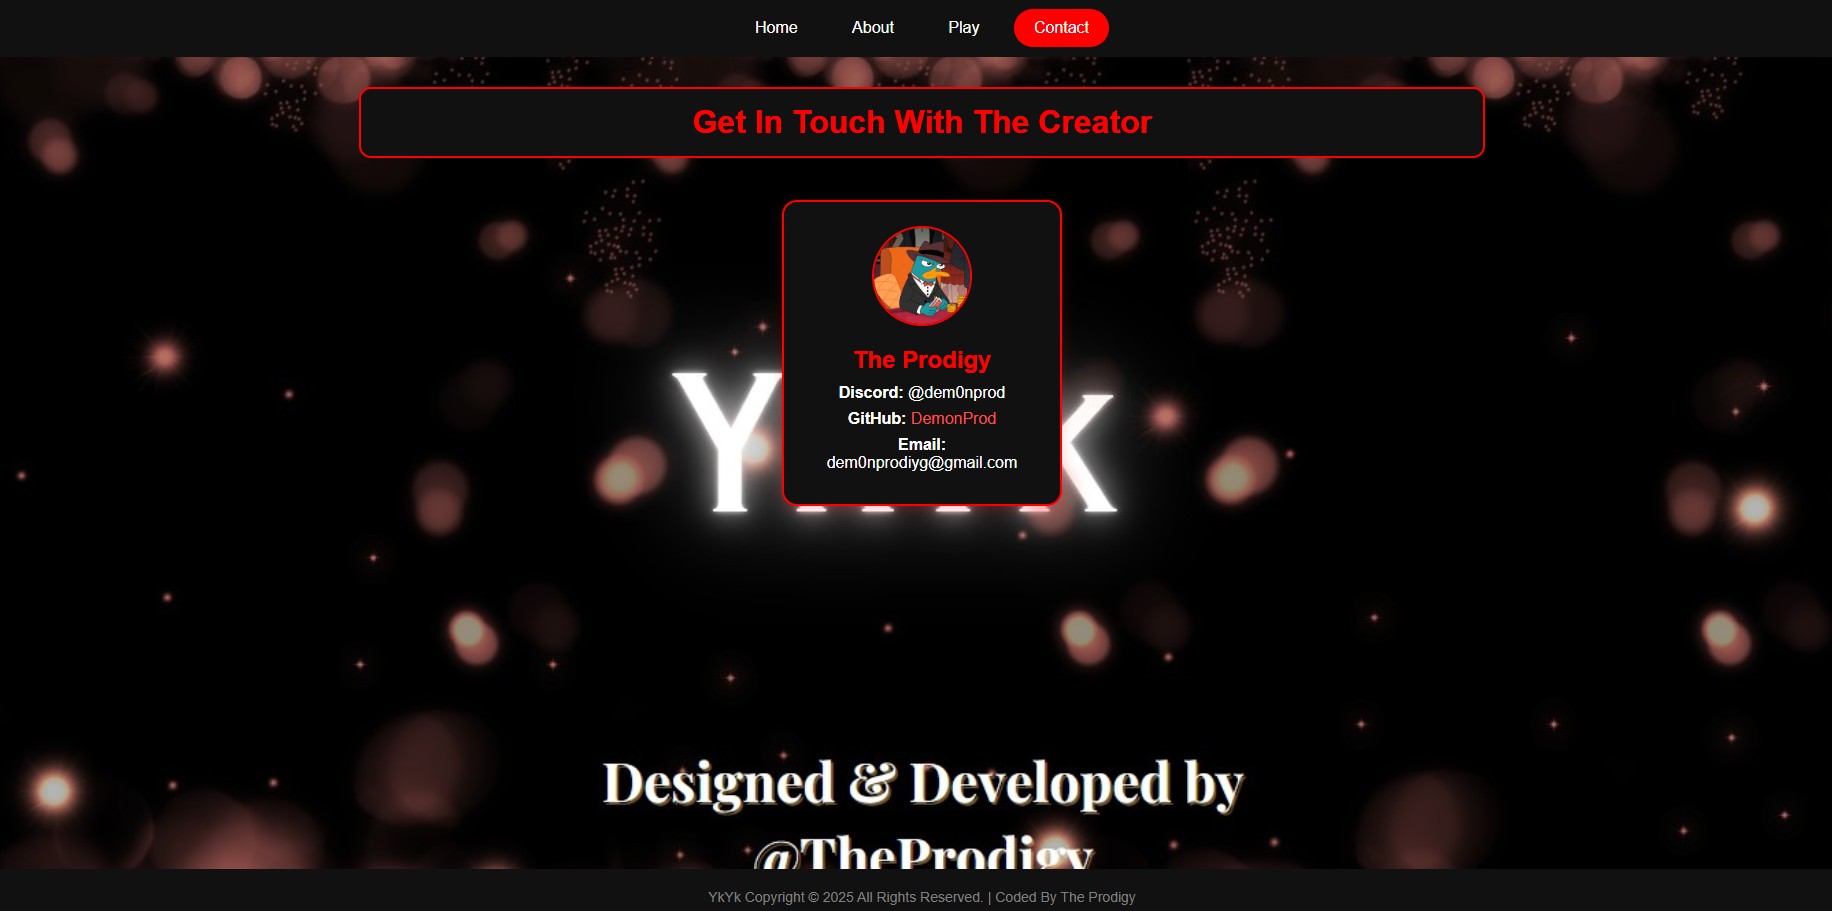 Home About Play Contact
Get In Touch With The Creator
The Prodigy
Discord: @dem0nprod
GitHub: DemonProd
Email:
dem0nprodiyg@gmail.com
Designed & Developed by
@TheProdigy
YkYk Copyright © 2025 All Rights Reserved. | Coded By The Prodigy